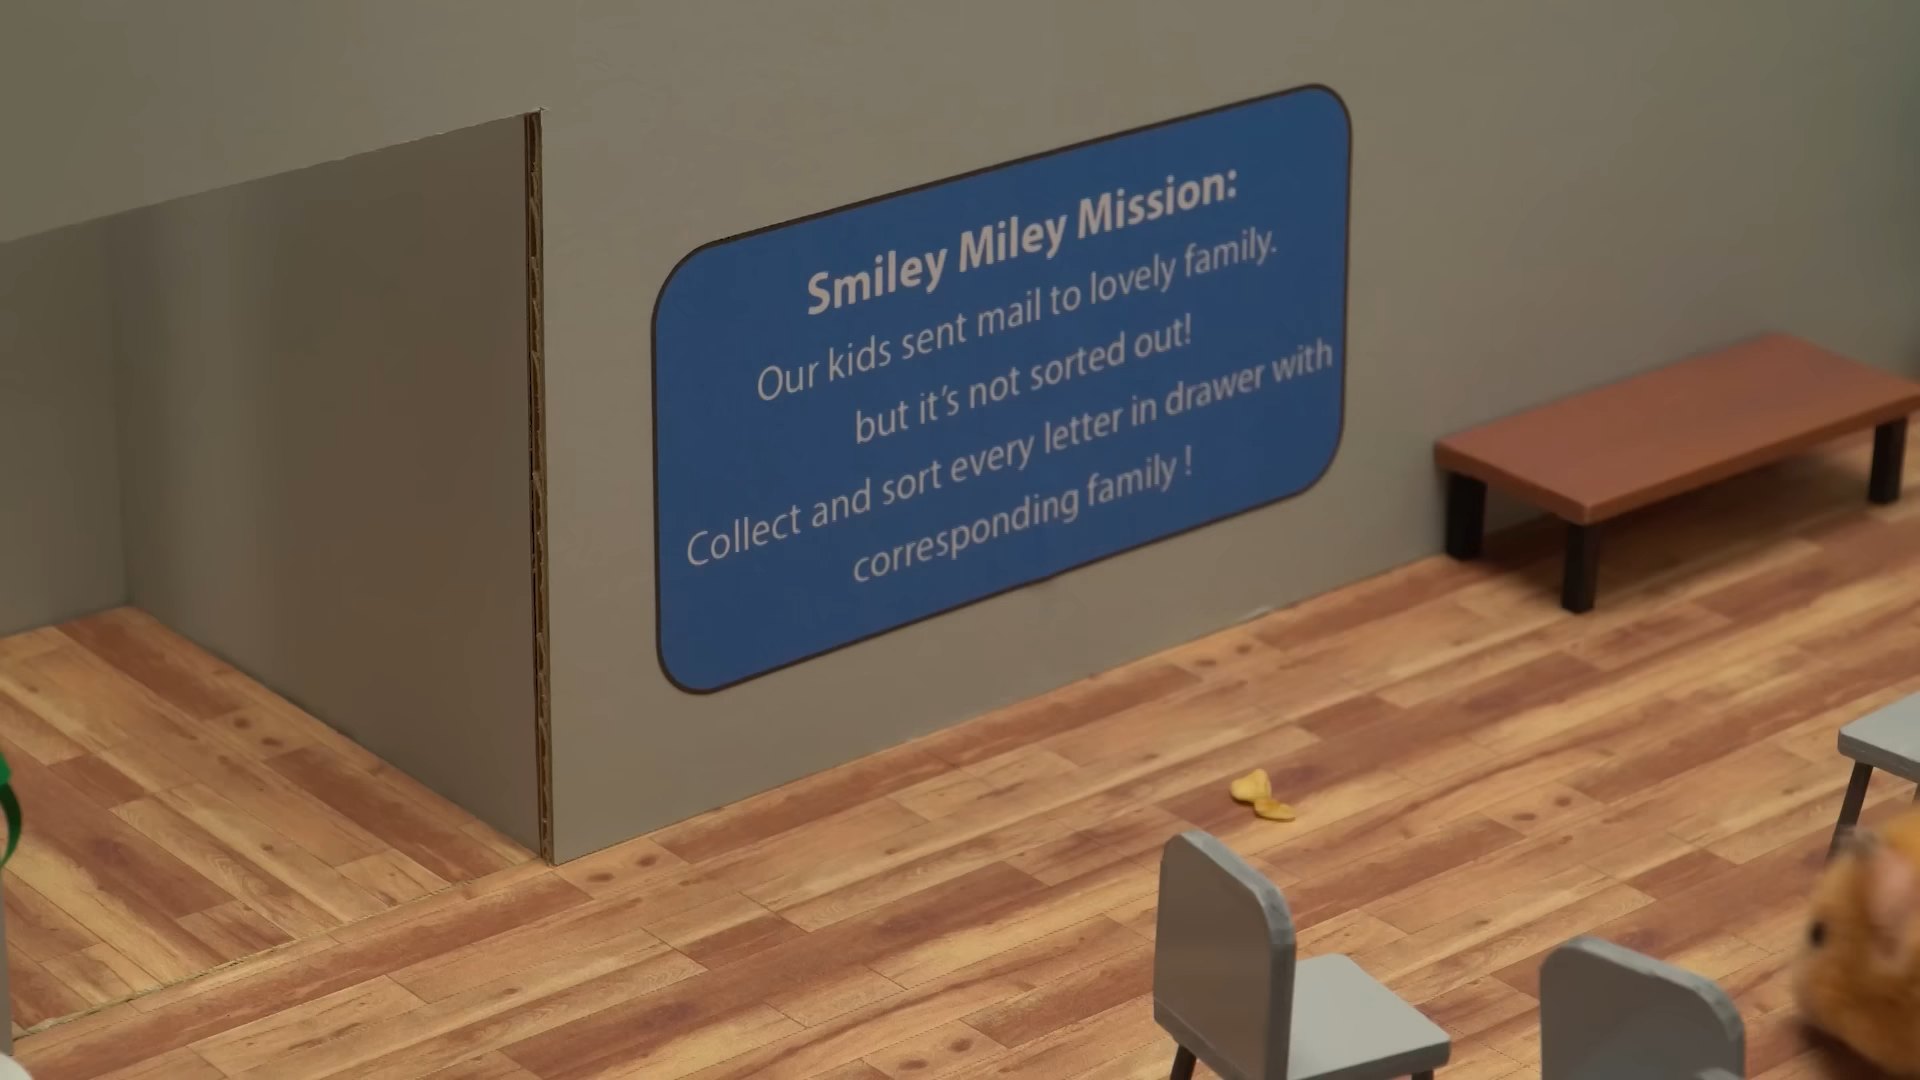 Smiley Miley Mission:
Our kids sent mail to lovely family.
but it's not sorted out!
Collect and sort every letter in drawer with
corresponding family !